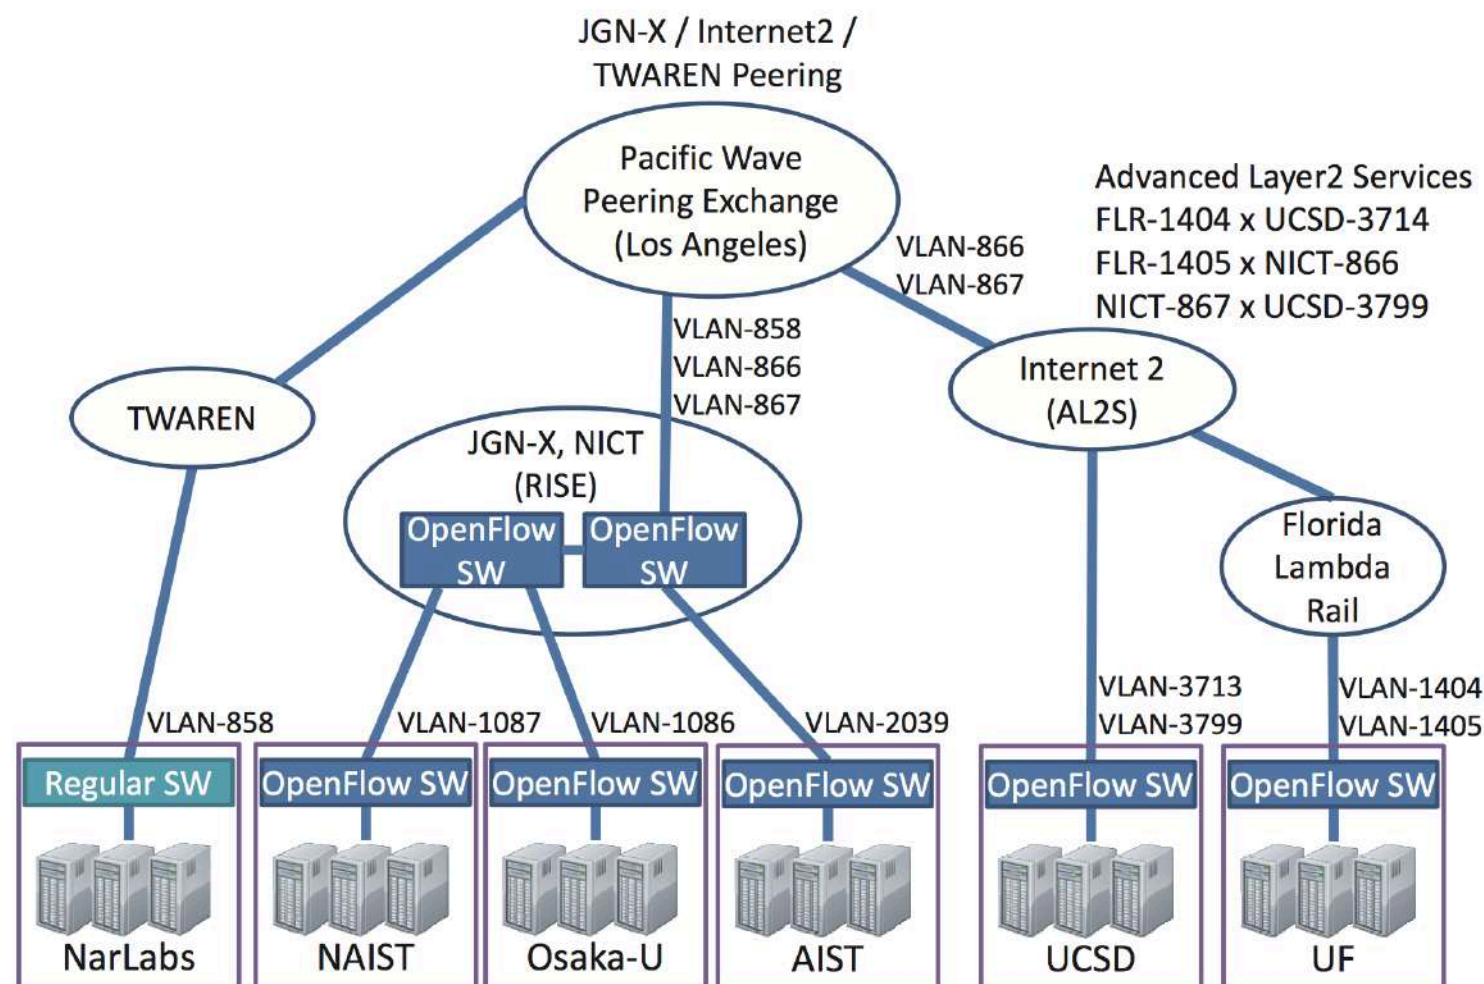 JGN-X / Internet2 /
TWAREN Peering
Pacific Wave
Peering Exchange
(Los Angeles)
Advanced Layer2 Services
FLR-1404 x UCSD-3714
FLR-1405 x NICT-866
NICT-867 x UCSD-3799
VLAN-866
VLAN-867
VLAN-858
VLAN-866
VLAN-867
Internet 2
(AL2S)
TWAREN
JGN-X, NICT
(RISE)
OpenFlow
SW
OpenFlow
SW
Florida
Lambda
Rail
VLAN-858
VLAN-1087
VLAN-1086
VLAN-2039
VLAN-3713
VLAN-3799
VLAN-1404
VLAN-1405
Regular SW
OpenFlow SW
OpenFlow SW
OpenFlow SW
OpenFlow SW
OpenFlow SW
NarLabs
NAIST
Osaka-U
AIST
UCSD
UF